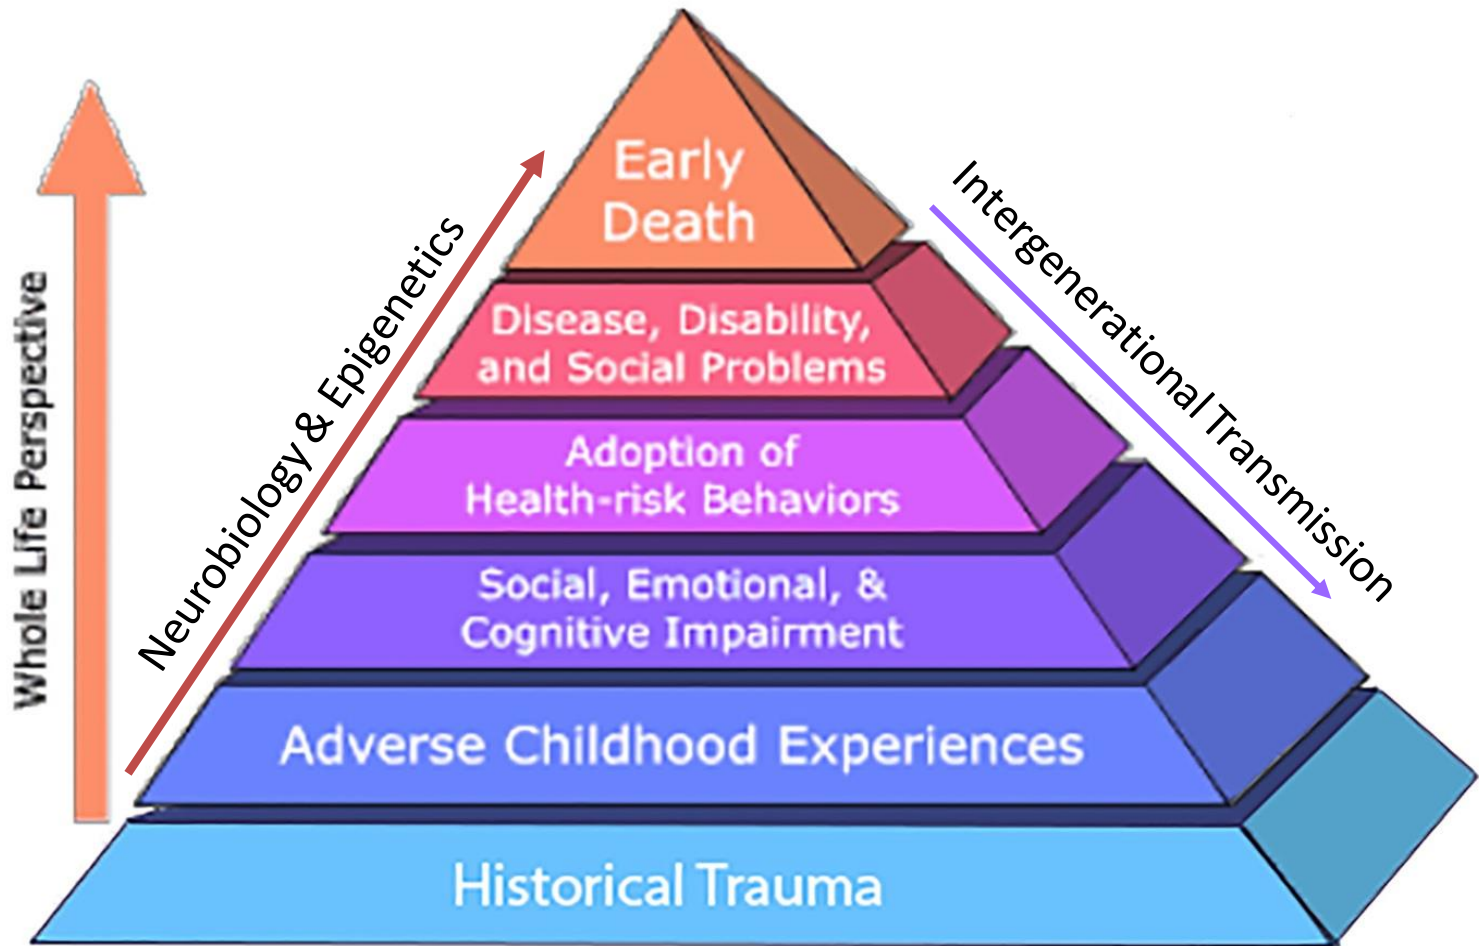 Early
Death
Disease, Disability,
and Social Problems
Adoption of
Health-risk Behaviors
Social, Emotional, &
Cognitive Impairment
Adverse Childhood Experiences
Historical Trauma
Whole Life Perspective
Neurobiology & Epigenetics
Intergenerational Transmission